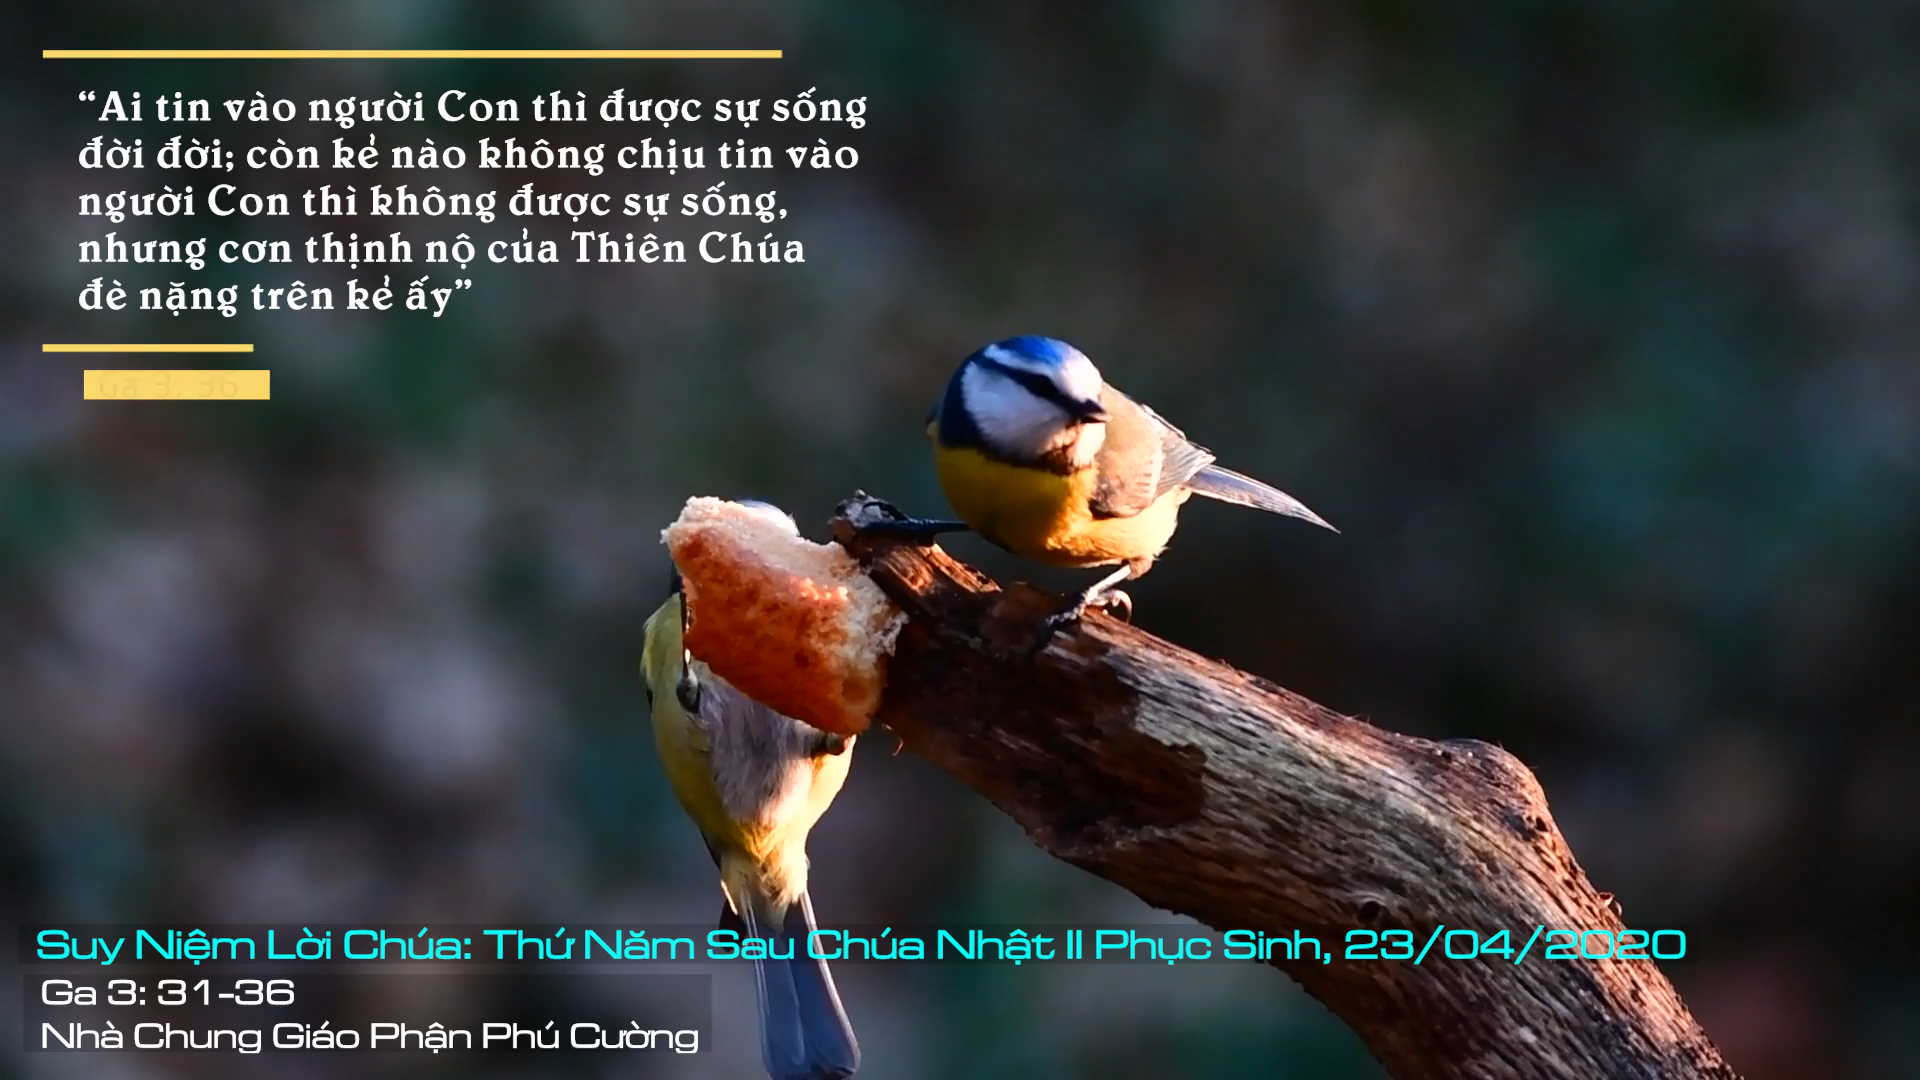 “Ai tin vào người Con thì được sự sống
đời đời; còn kẻ nào không chịu tin vào
người Con thì không được sự sống,
nhưng cơn thịnh nộ của Thiên Chúa
đè nặng trên kẻ ấy”
Ga 3, 36
Suy Niệm Lời Chúa: Thứ Năm Sau Chúa Nhật II Phục Sinh, 23/04/2020
Ga 3: 31-36
Nhà Chung Giáo Phận Phú Cường